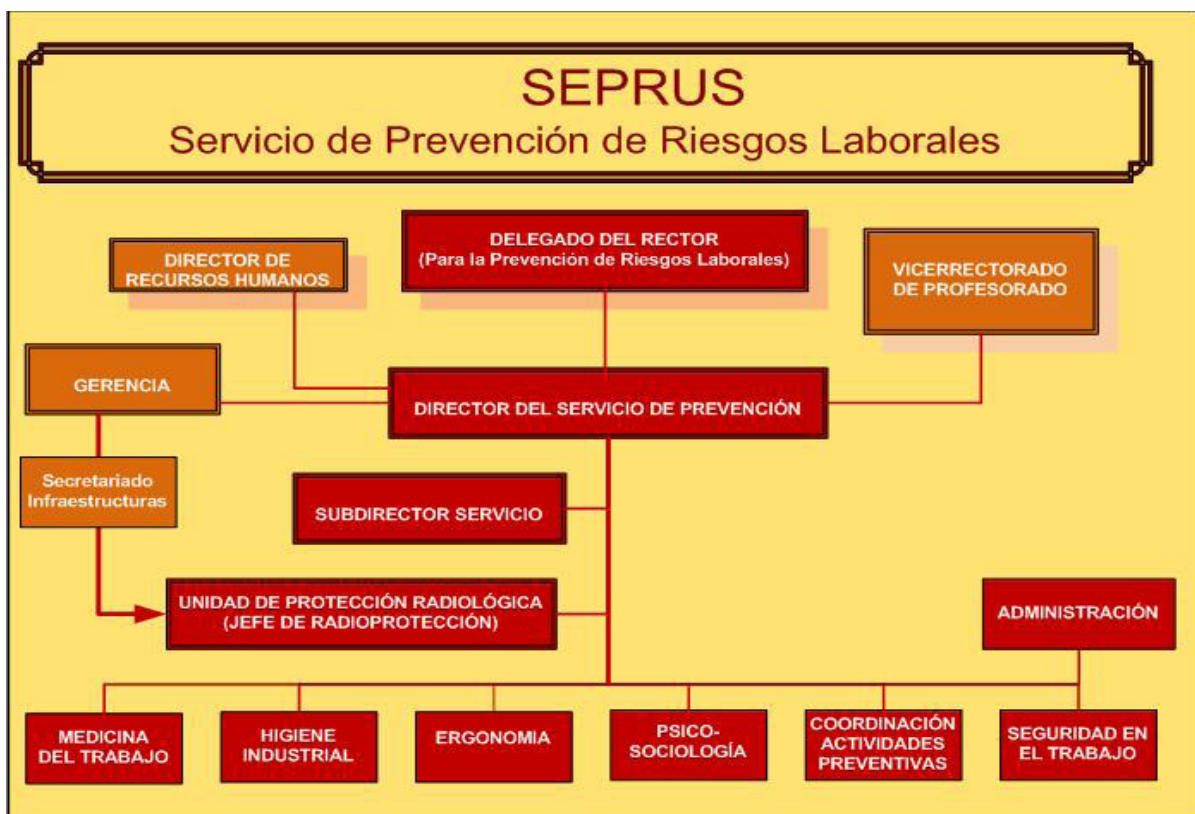 SEPRUS
Servicio de Prevención de Riesgos Laborales
DIRECTOR DE
RECURSOS HUMANOS
DELEGADO DEL RECTOR
(Para la Prevención de Riesgos Laborales)
VICERRECTORADO
DE PROFESORADO
GERENCIA
DIRECTOR DEL SERVICIO DE PREVENCIÓN
Secretariado
Infraestructuras
SUBDIRECTOR SERVICIO
UNIDAD DE PROTECCIÓN RADIOLÓGICA
(JEFE DE RADIOPROTECCIÓN)
ADMINISTRACIÓN
MEDICINA
DEL TRABAJO
HIGIENE
INDUSTRIAL
ERGONOMIA
PSICO-
SOCIOLOGÍA
COORDINACIÓN
ACTIVIDADES
PREVENTIVAS
SEGURIDAD EN
EL TRABAJO